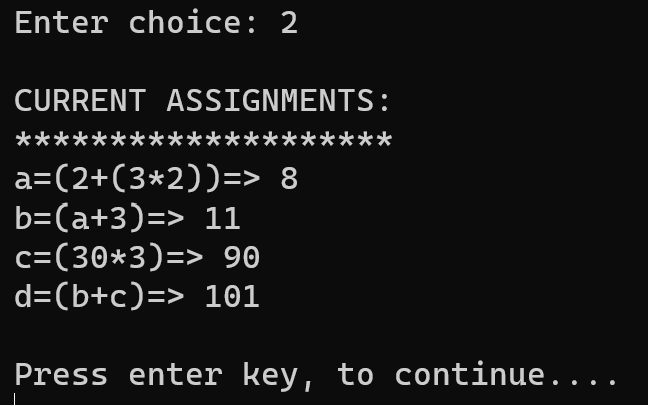 Enter choice: 2
CURRENT ASSIGNMENTS:
********************
a=(2+(3*2))=> 8
b=(a+3)=> 11
c=(30*3)=> 90
d=(b+c)=> 101
Press enter key, to continue....